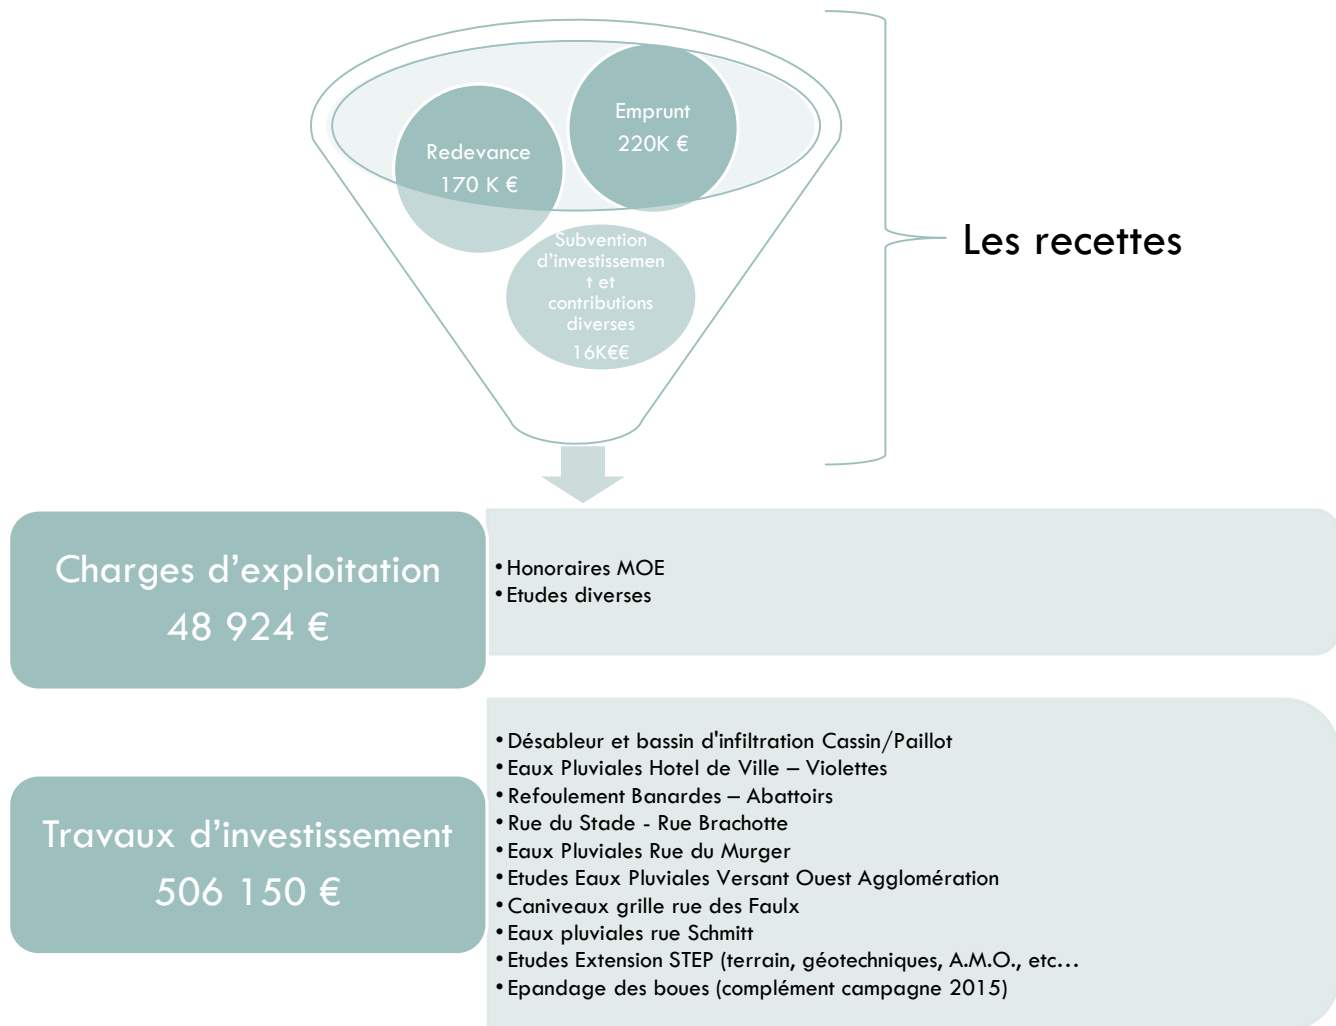 Emprunt
220K €
Redevance
170 K €
Subvention
d'investissemen
t et
contributions
diverses
16K€€
Les recettes
Charges d'exploitation
48 924 €
• Honoraires MOE
• Etudes diverses
Travaux d'investissement
506 150 €
• Désableur et bassin d'infiltration Cassin/Paillot
• Eaux Pluviales Hotel de Ville – Violettes
• Refoulement Banardes – Abattoirs
• Rue du Stade - Rue Brachotte
• Eaux Pluviales Rue du Murger
• Etudes Eaux Pluviales Versant Ouest Agglomération
• Caniveaux grille rue des Faulx
• Eaux pluviales rue Schmitt
• Etudes Extension STEP (terrain, géotechniques, A.M.O., etc…
• Epandage des boues (complément campagne 2015)